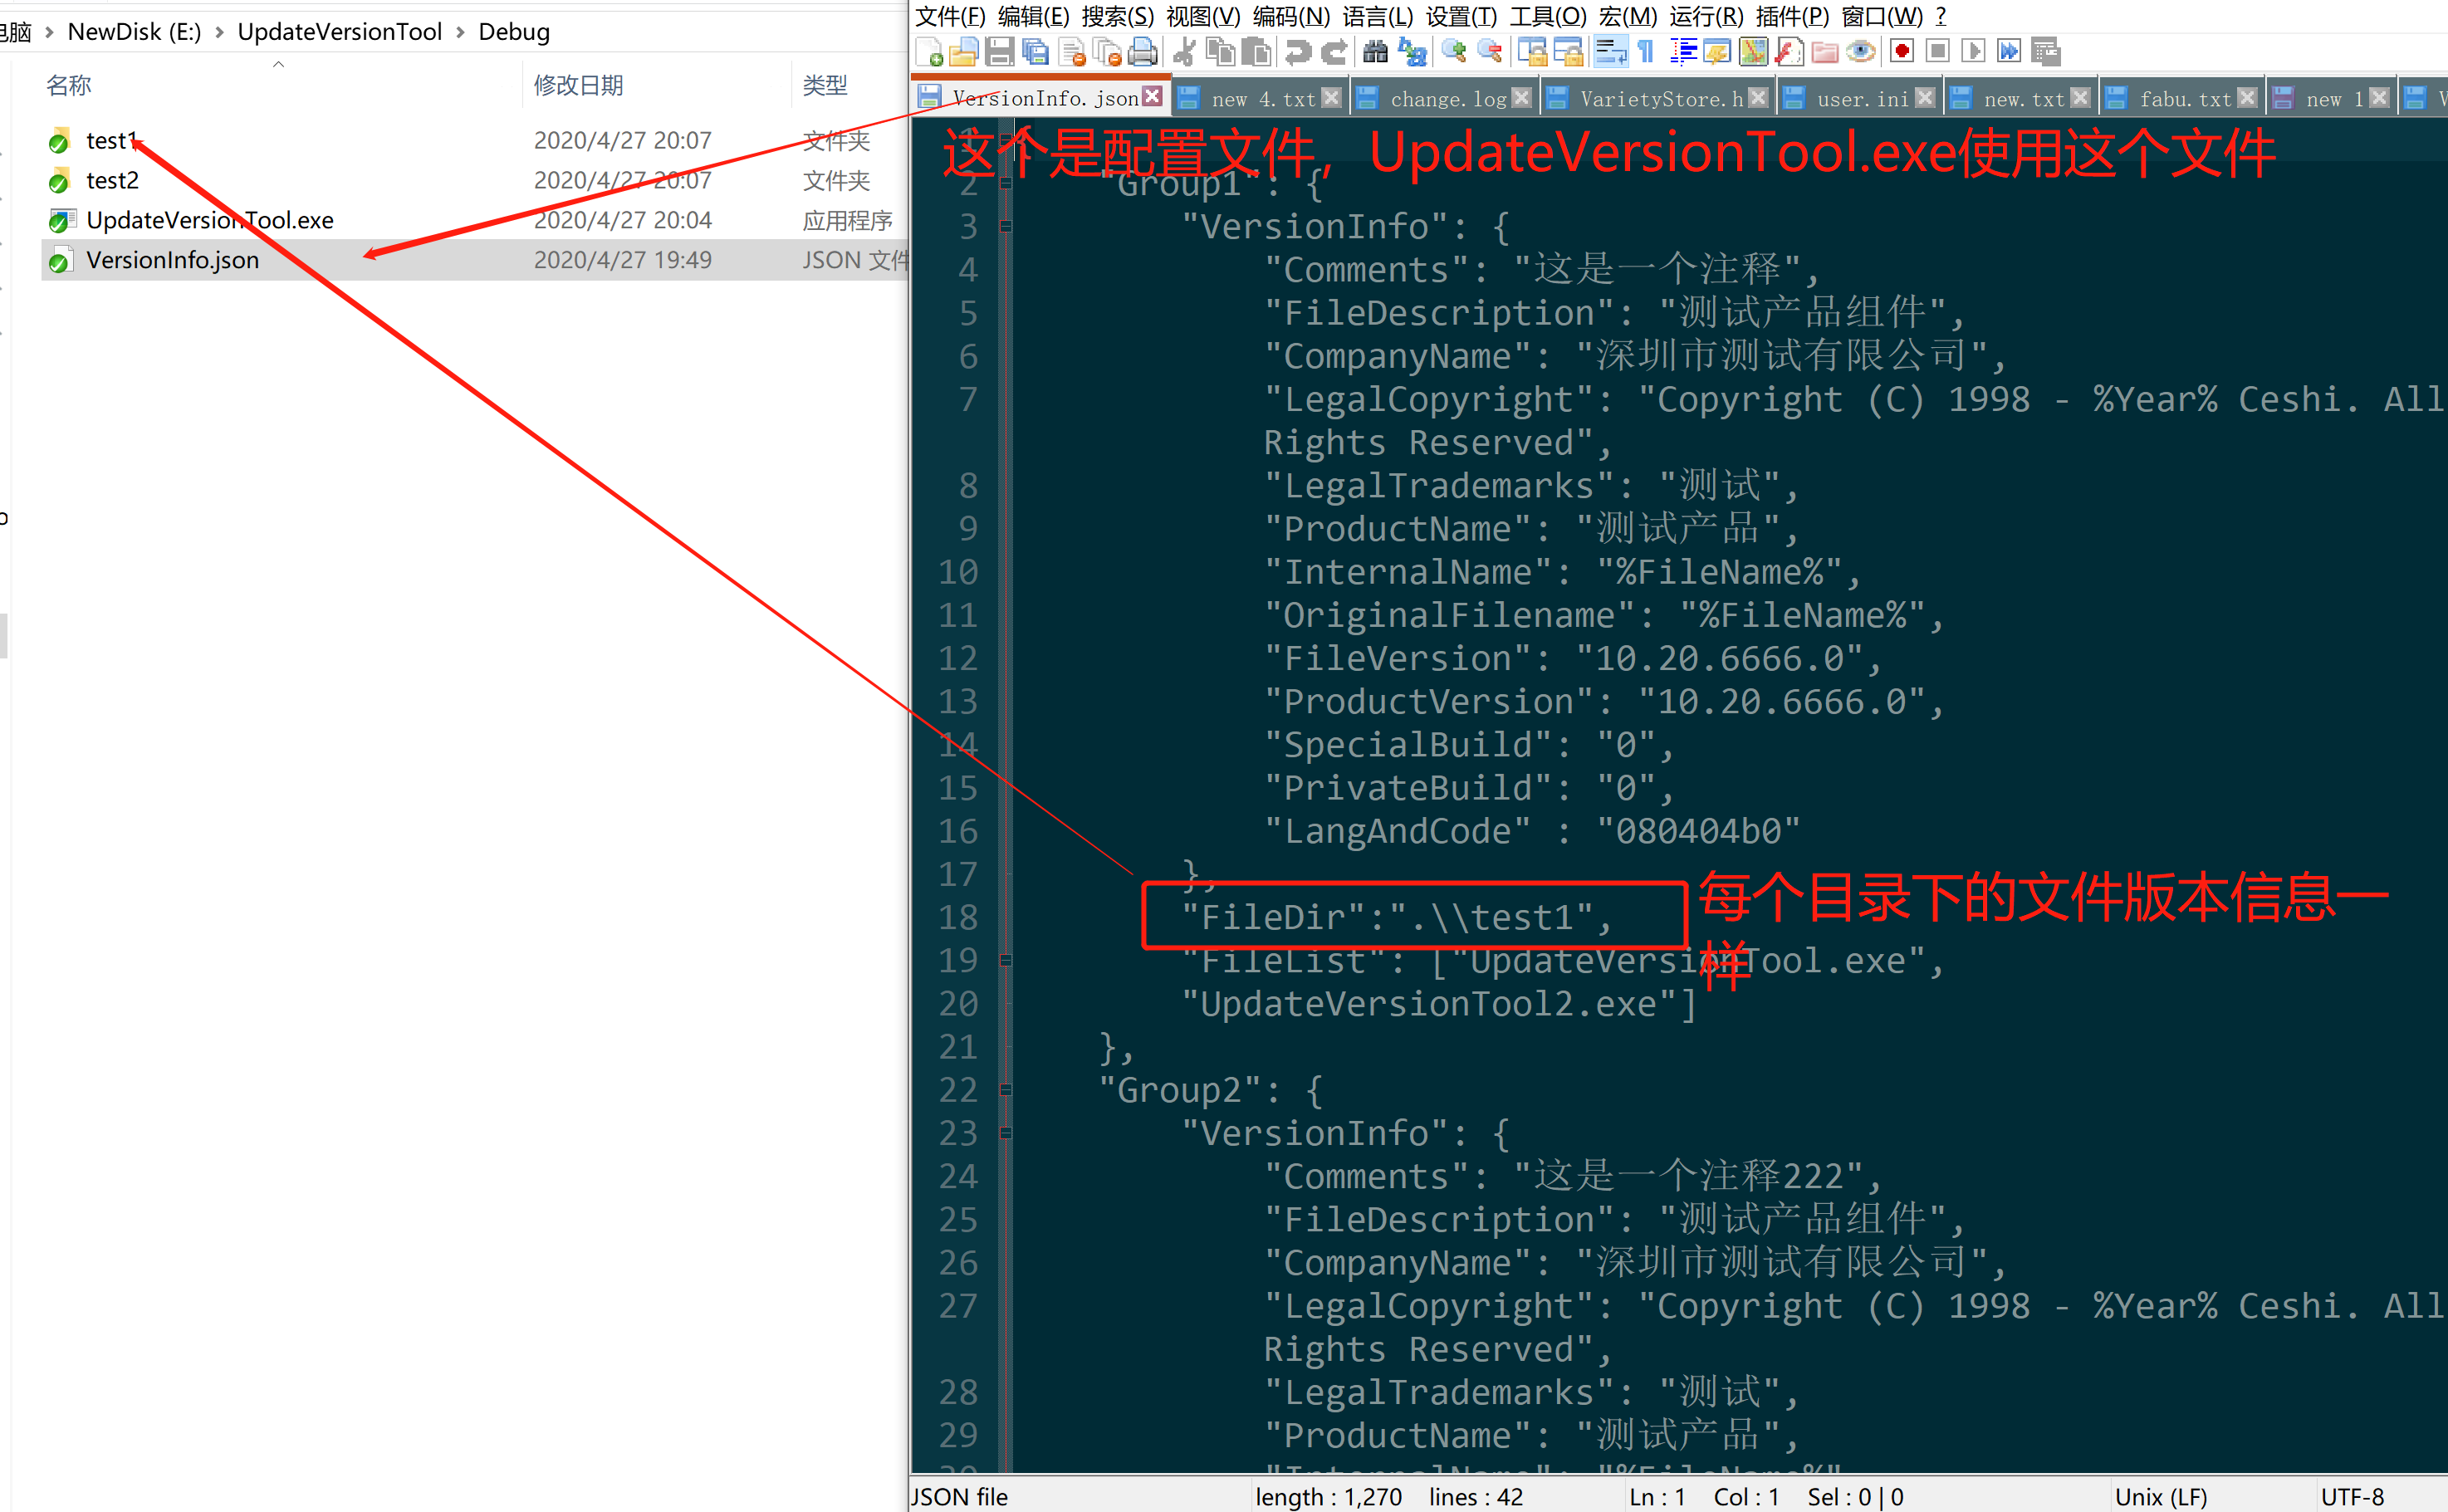 NewDisk (E:) > UpdateVersionTool > Debug
名称 修改日期 类型
test1 2020/4/27 20:07 文件夹
test2 2020/4/27 20:07 文件夹
UpdateVersionTool.exe 2020/4/27 20:04 应用程序
VersionInfo.json 2020/4/27 19:49 JSON 文件
文件(F) 编辑(E) 搜索(S) 视图(V) 编码(N) 语言(L) 设置(T) 工具(O) 宏(M) 运行(R) 插件(P) 窗口(W) ?
VersionInfo.json new 4.txt change.log VarietyStore.h user.ini new.txt fabu.txt new 1
这个是配置文件，UpdateVersionTool.exe使用这个文件
1 {
2 "Group1": {
3 "VersionInfo": {
4 "Comments": "这是一个注释",
5 "FileDescription": "测试产品组件",
6 "CompanyName": "深圳市测试有限公司",
7 "LegalCopyright": "Copyright (C) 1998 - %Year% Ceshi. All
Rights Reserved",
8 "LegalTrademarks": "测试",
9 "ProductName": "测试产品",
10 "InternalName": "%FileName%",
11 "OriginalFilename": "%FileName%",
12 "FileVersion": "10.20.6666.0",
13 "ProductVersion": "10.20.6666.0",
14 "SpecialBuild": "0",
15 "PrivateBuild": "0",
16 "LangAndCode" : "080404b0"
17 },
18 "FileDir":".\\test1",
每个目录下的文件版本信息一
样
19 "FileList": ["UpdateVersionTool.exe",
20 "UpdateVersionTool2.exe"]
21 },
22 "Group2": {
23 "VersionInfo": {
24 "Comments": "这是一个注释222",
25 "FileDescription": "测试产品组件",
26 "CompanyName": "深圳市测试有限公司",
27 "LegalCopyright": "Copyright (C) 1998 - %Year% Ceshi. All
Rights Reserved",
28 "LegalTrademarks": "测试",
29 "ProductName": "测试产品",
30 "InternalName": "%FileName%"
JSON file length : 1,270 lines : 42 Ln : 1 Col : 1 Sel : 0 | 0 Unix (LF) UTF-8